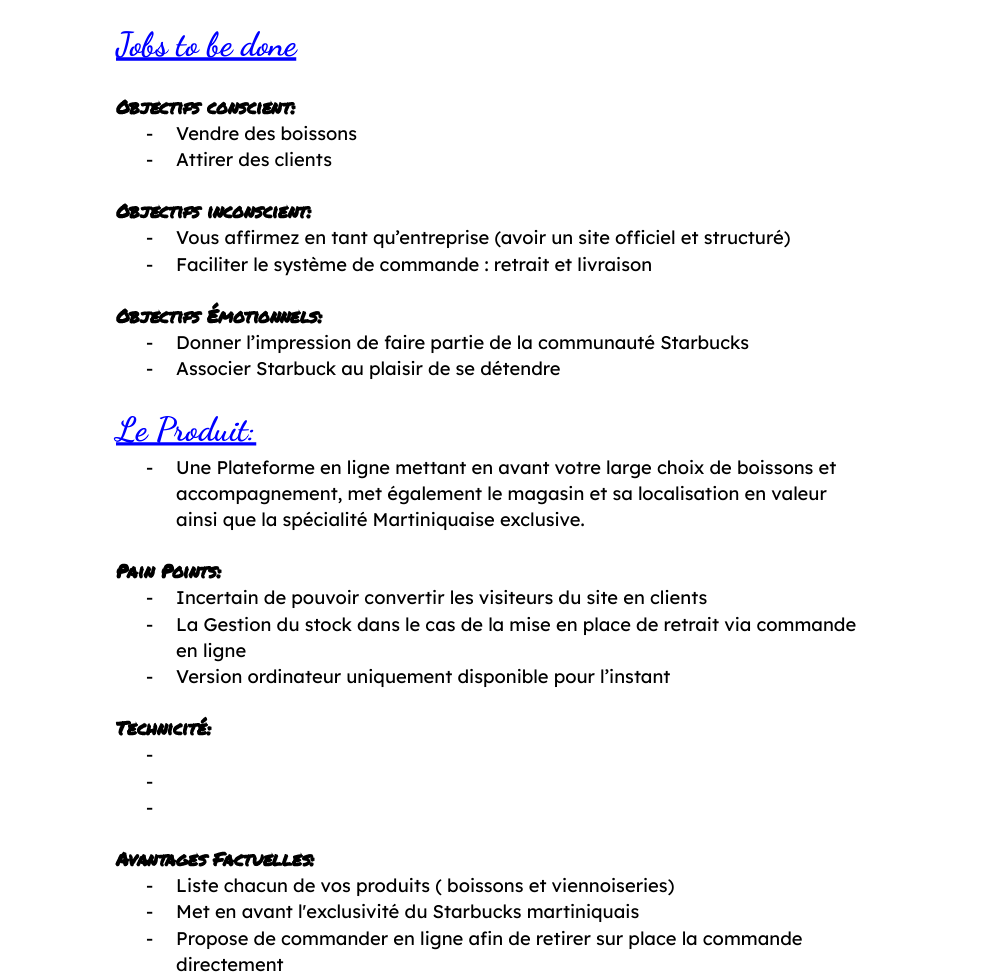 Jobs to be done
Objectifs conscient:
- Vendre des boissons
- Attirer des clients
Objectifs inconscient:
- Vous affirmez en tant qu’entreprise (avoir un site officiel et structuré)
- Faciliter le système de commande : retrait et livraison
Objectifs Émotionnels:
- Donner l’impression de faire partie de la communauté Starbucks
- Associer Starbuck au plaisir de se détendre
Le Produit:
- Une Plateforme en ligne mettant en avant votre large choix de boissons et
accompagnement, met également le magasin et sa localisation en valeur
ainsi que la spécialité Martiniquaise exclusive.
Pain Points:
- Incertain de pouvoir convertir les visiteurs du site en clients
- La Gestion du stock dans le cas de la mise en place de retrait via commande
en ligne
- Version ordinateur uniquement disponible pour l’instant
Technicité:
-
-
-
Avantages Factuelles:
- Liste chacun de vos produits ( boissons et viennoiseries)
- Met en avant l'exclusivité du Starbucks martiniquais
- Propose de commander en ligne afin de retirer sur place la commande
directement